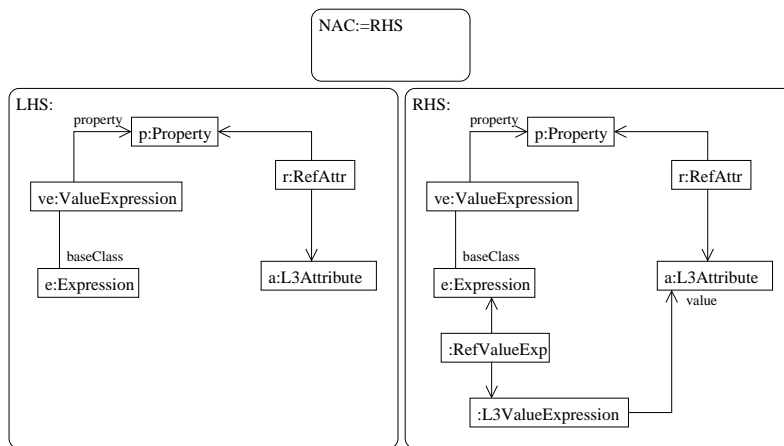 NAC:=RHS
LHS:
property
p:Property
r:RefAttr
ve:ValueExpression
baseClass
e:Expression
a:L3Attribute
RHS:
property
p:Property
r:RefAttr
ve:ValueExpression
baseClass
e:Expression
a:L3Attribute
value
:RefValueExp
:L3ValueExpression